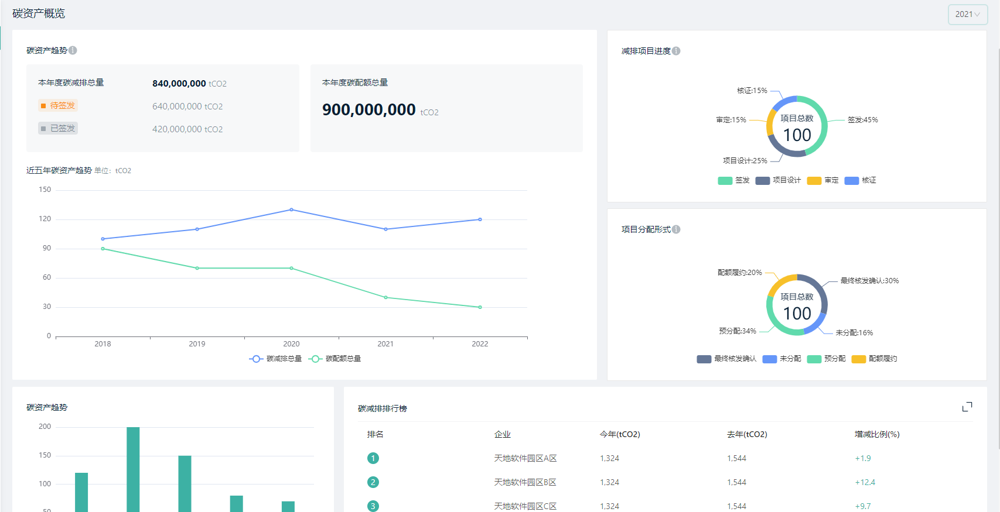 碳资产概览
2021
碳资产趋势
本年度碳减排总量 840,000,000 tCO2
待签发 640,000,000 tCO2
已签发 420,000,000 tCO2
本年度碳配额总量
900,000,000 tCO2
近五年碳资产趋势 单位：tCO2
150
120
90
60
30
0
2018 2019 2020 2021 2022
碳减排总量 碳配额总量
减排项目进度
核证:15%
审定:15%
签发:45%
项目设计:25%
项目总数
100
签发 项目设计 审定 核证
项目分配形式
配额履约:20%
最终核发确认:30%
预分配:34%
未分配:16%
项目总数
100
最终核发确认 未分配 预分配 配额履约
碳资产趋势
200
150
100
50
碳减排排行榜
排名 企业 今年(tCO2) 去年(tCO2) 增减比例(%)
1 天地软件园区A区 1,324 1,544 +1.9
2 天地软件园区B区 1,324 1,544 +12.4
3 天地软件园区C区 1,324 1,544 +9.7